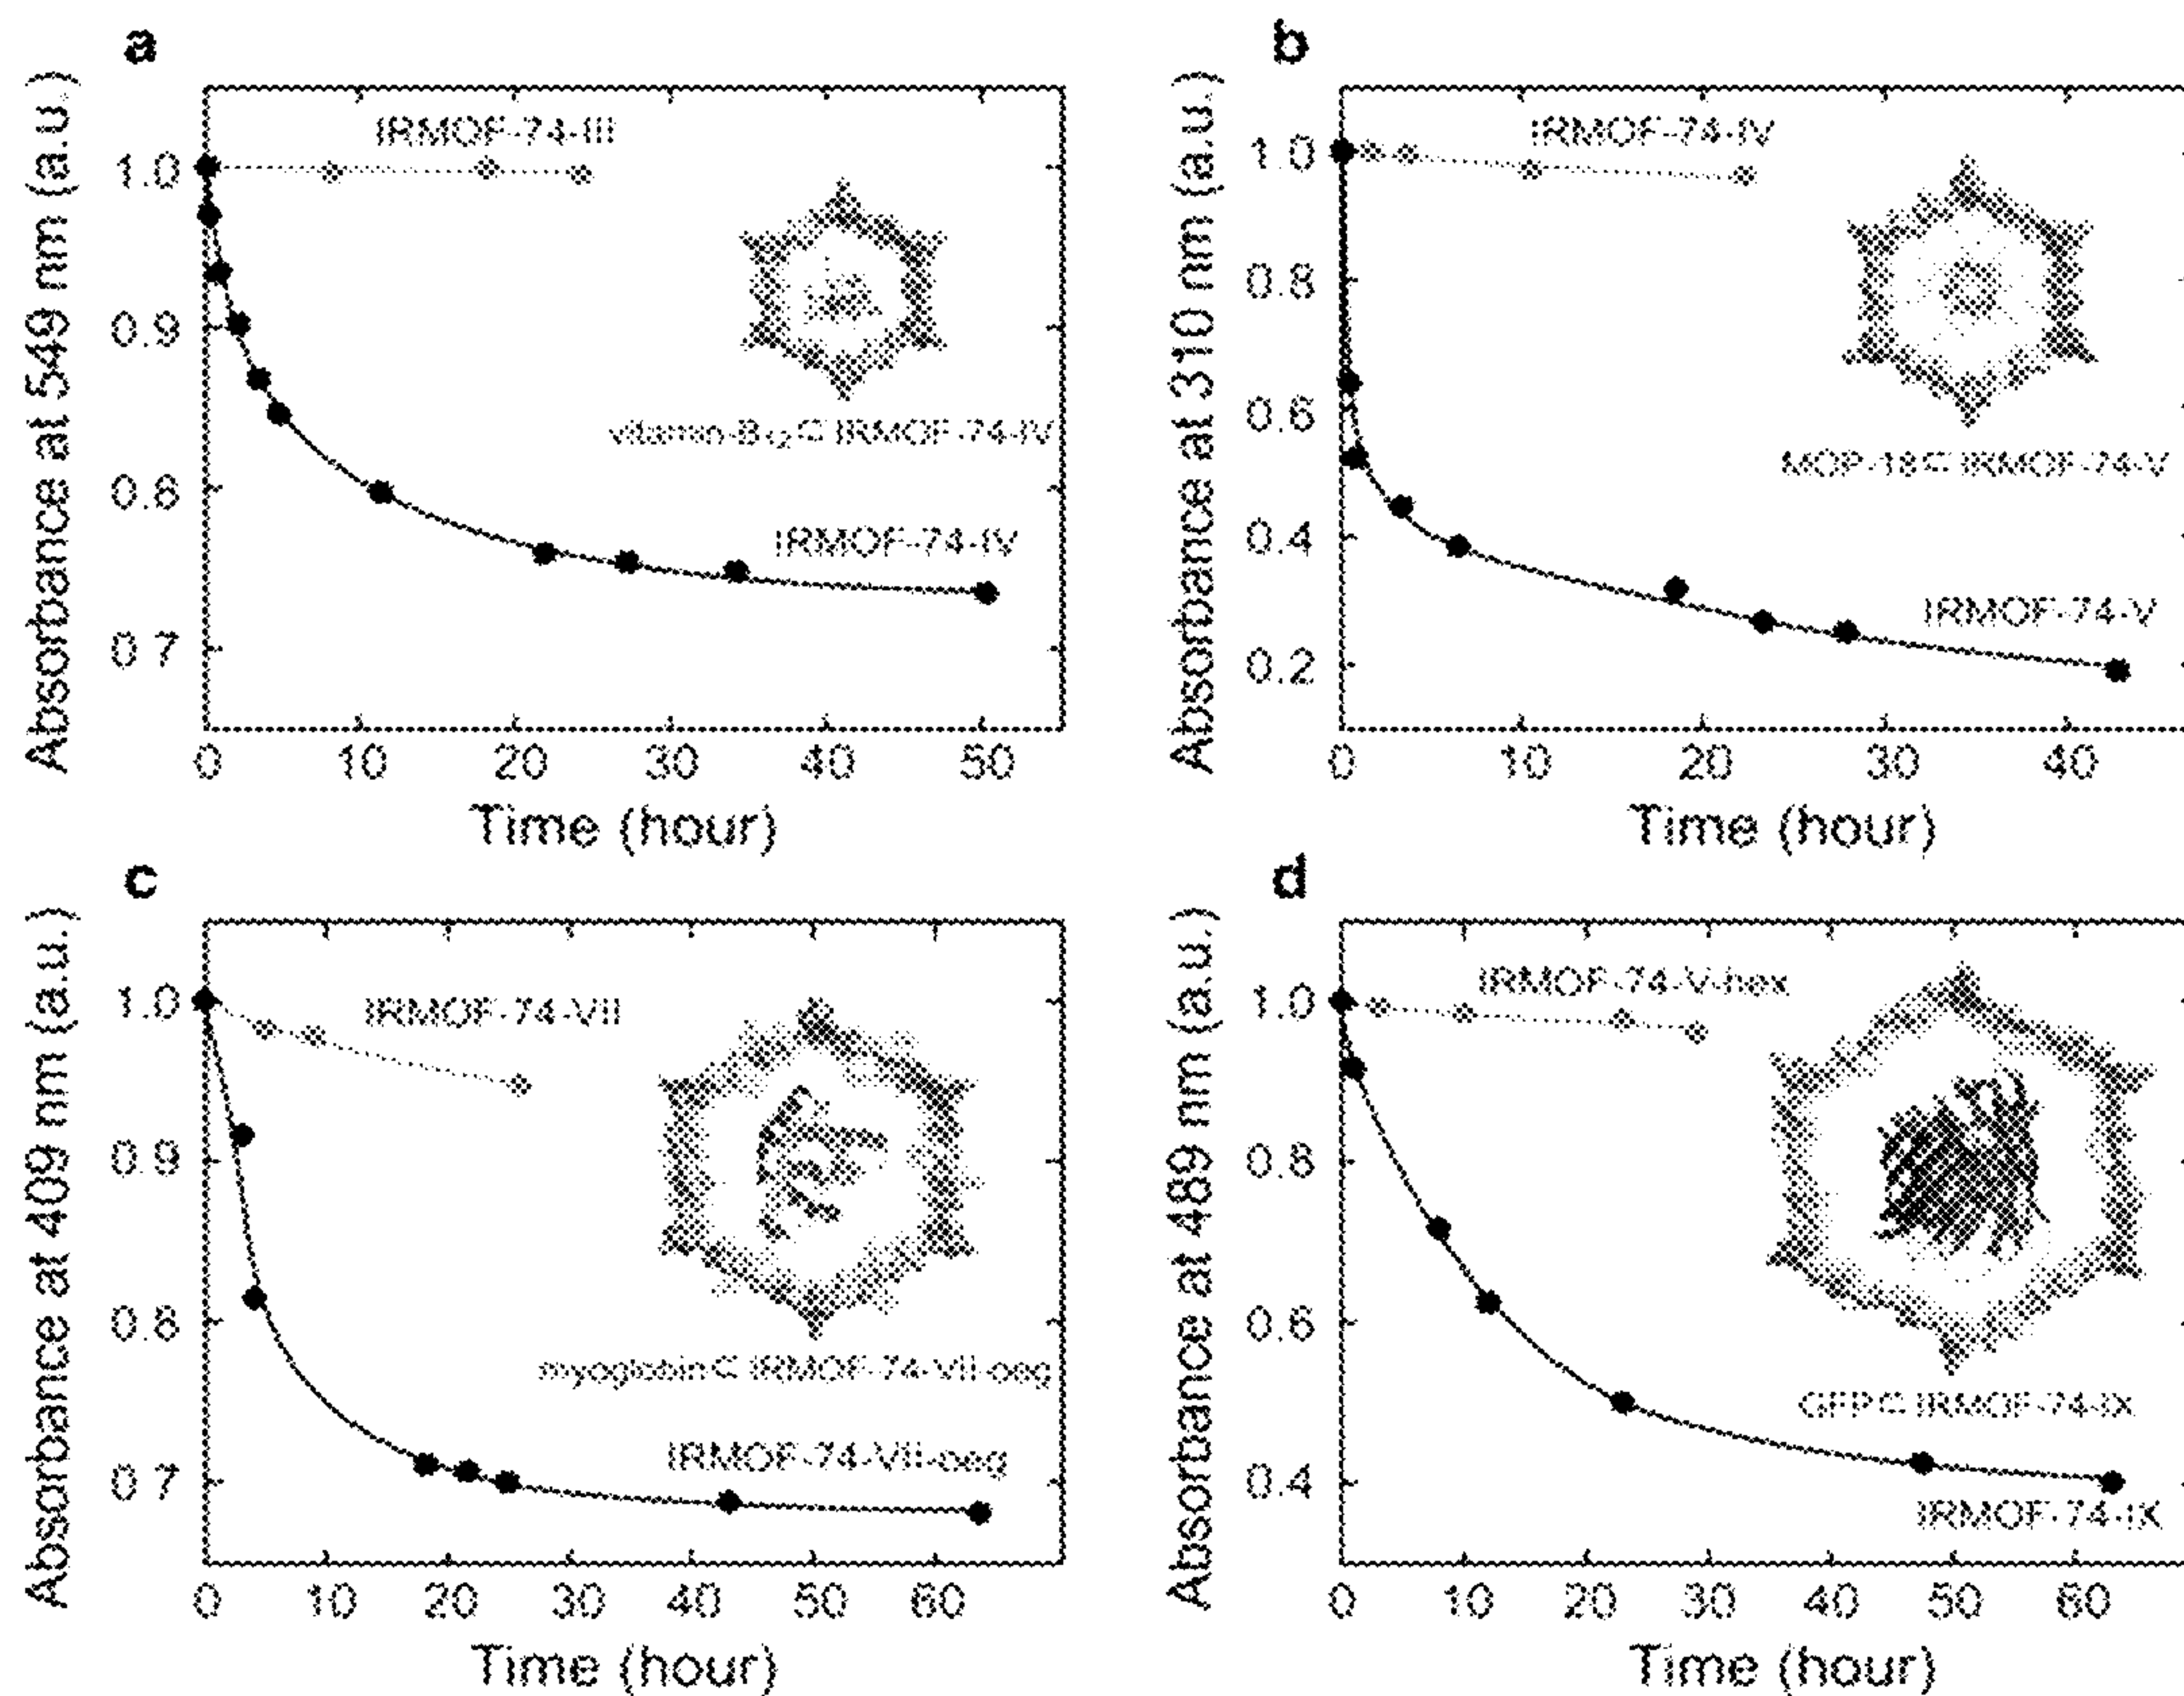 a
Absorbance at 549 nm (a.u.)
1.0
0.9
0.8
0.7
IRMOF-74-III
vitamin-B12⊂IRMOF-74-IV
IRMOF-74-IV
0 10 20 30 40 50
Time (hour)
b
Absorbance at 310 nm (a.u.)
1.0
0.8
0.6
0.4
0.2
IRMOF-74-IV
MOP-18⊂IRMOF-74-V
IRMOF-74-V
0 10 20 30 40
Time (hour)
c
Absorbance at 409 nm (a.u.)
1.0
0.9
0.8
0.7
IRMOF-74-VII
myoglobin⊂IRMOF-74-VII-oeg
IRMOF-74-VII-oeg
0 10 20 30 40 50 60
Time (hour)
d
Absorbance at 489 nm (a.u.)
1.0
0.8
0.6
0.4
IRMOF-74-V-hex
GFP⊂IRMOF-74-IX
IRMOF-74-IX
0 10 20 30 40 50 60
Time (hour)